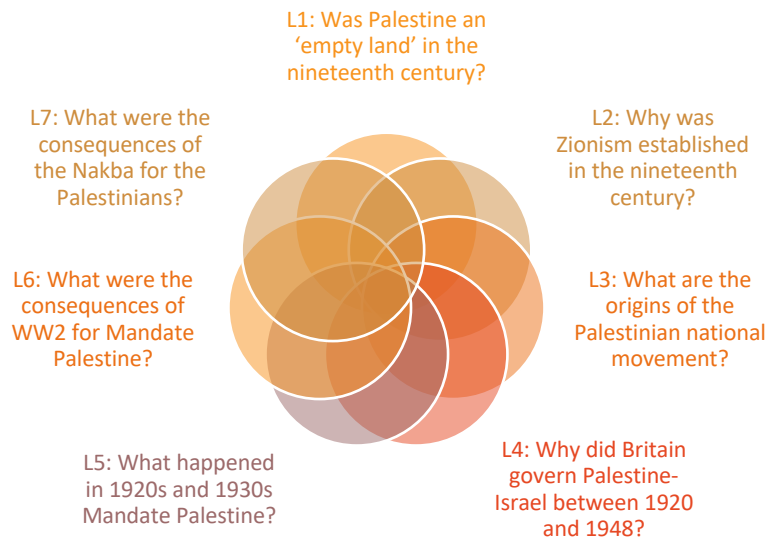 L1: Was Palestine an
‘empty land’ in the
nineteenth century?
L2: Why was
Zionism established
in the nineteenth
century?
L3: What are the
origins of the
Palestinian national
movement?
L4: Why did Britain
govern Palestine-
Israel between 1920
and 1948?
L5: What happened
in 1920s and 1930s
Mandate Palestine?
L6: What were the
consequences of
WW2 for Mandate
Palestine?
L7: What were the
consequences of
the Nakba for the
Palestinians?